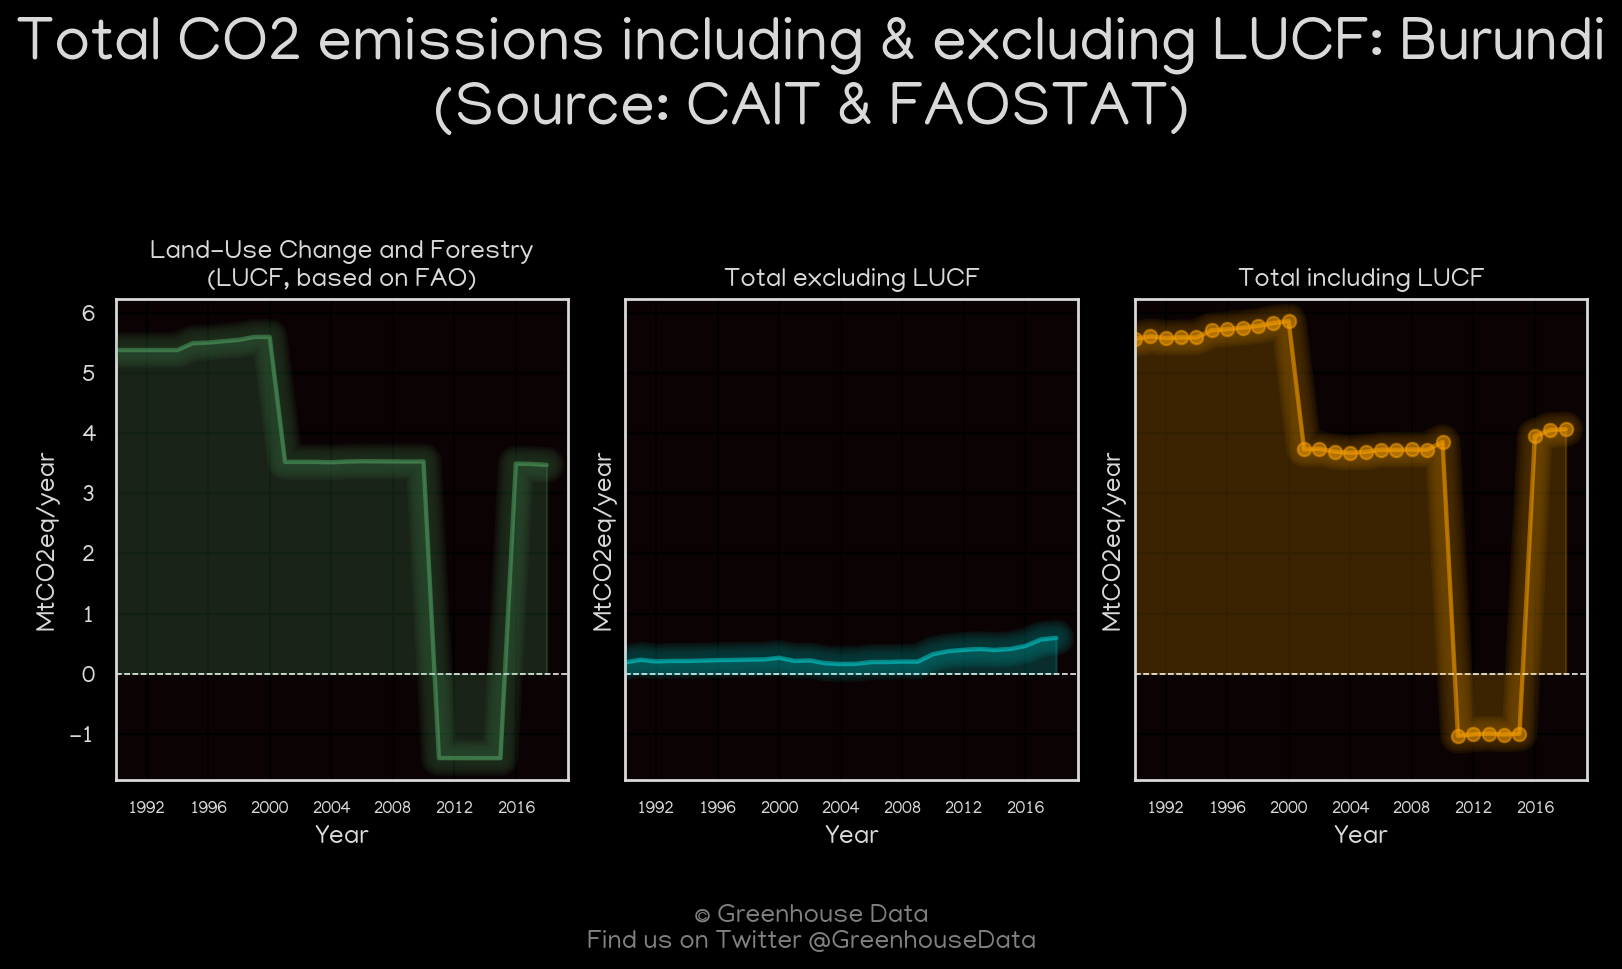 Total CO2 emissions including & excluding LUCF: Burundi
(Source: CAIT & FAOSTAT)
Land-Use Change and Forestry
(LUCF, based on FAO)
6
5
4
3
2
1
0
-1
MtCO2eq/year
1992 1996 2000 2004 2008 2012 2016
Year
Total excluding LUCF
MtCO2eq/year
1992 1996 2000 2004 2008 2012 2016
Year
Total including LUCF
MtCO2eq/year
1992 1996 2000 2004 2008 2012 2016
Year
© Greenhouse Data
Find us on Twitter @GreenhouseData